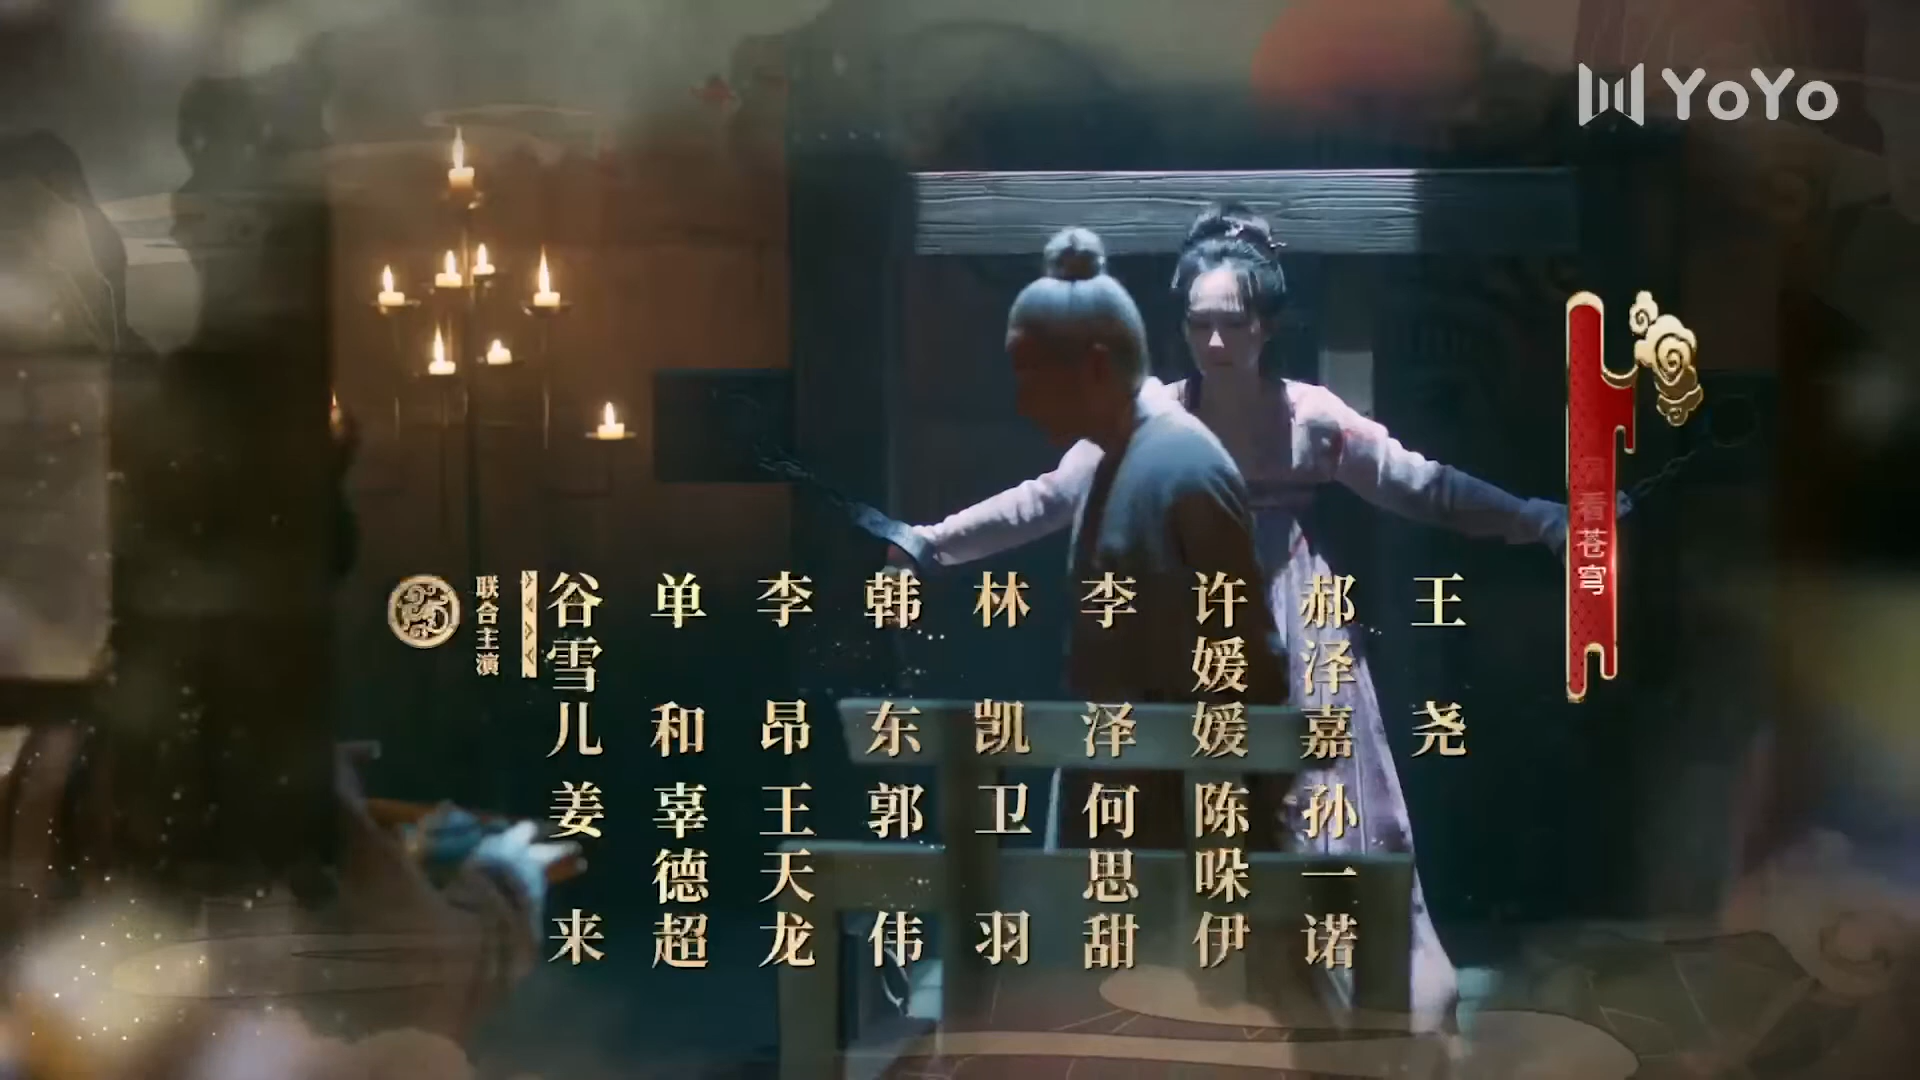 YoYo
看苍穹
联合主演
谷雪儿
单和
李昂
韩东
林凯
李泽
许媛媛
郝泽嘉
王尧
姜来
辜德超
王天龙
郭伟
卫羽
何思甜
陈哚伊
孙一诺